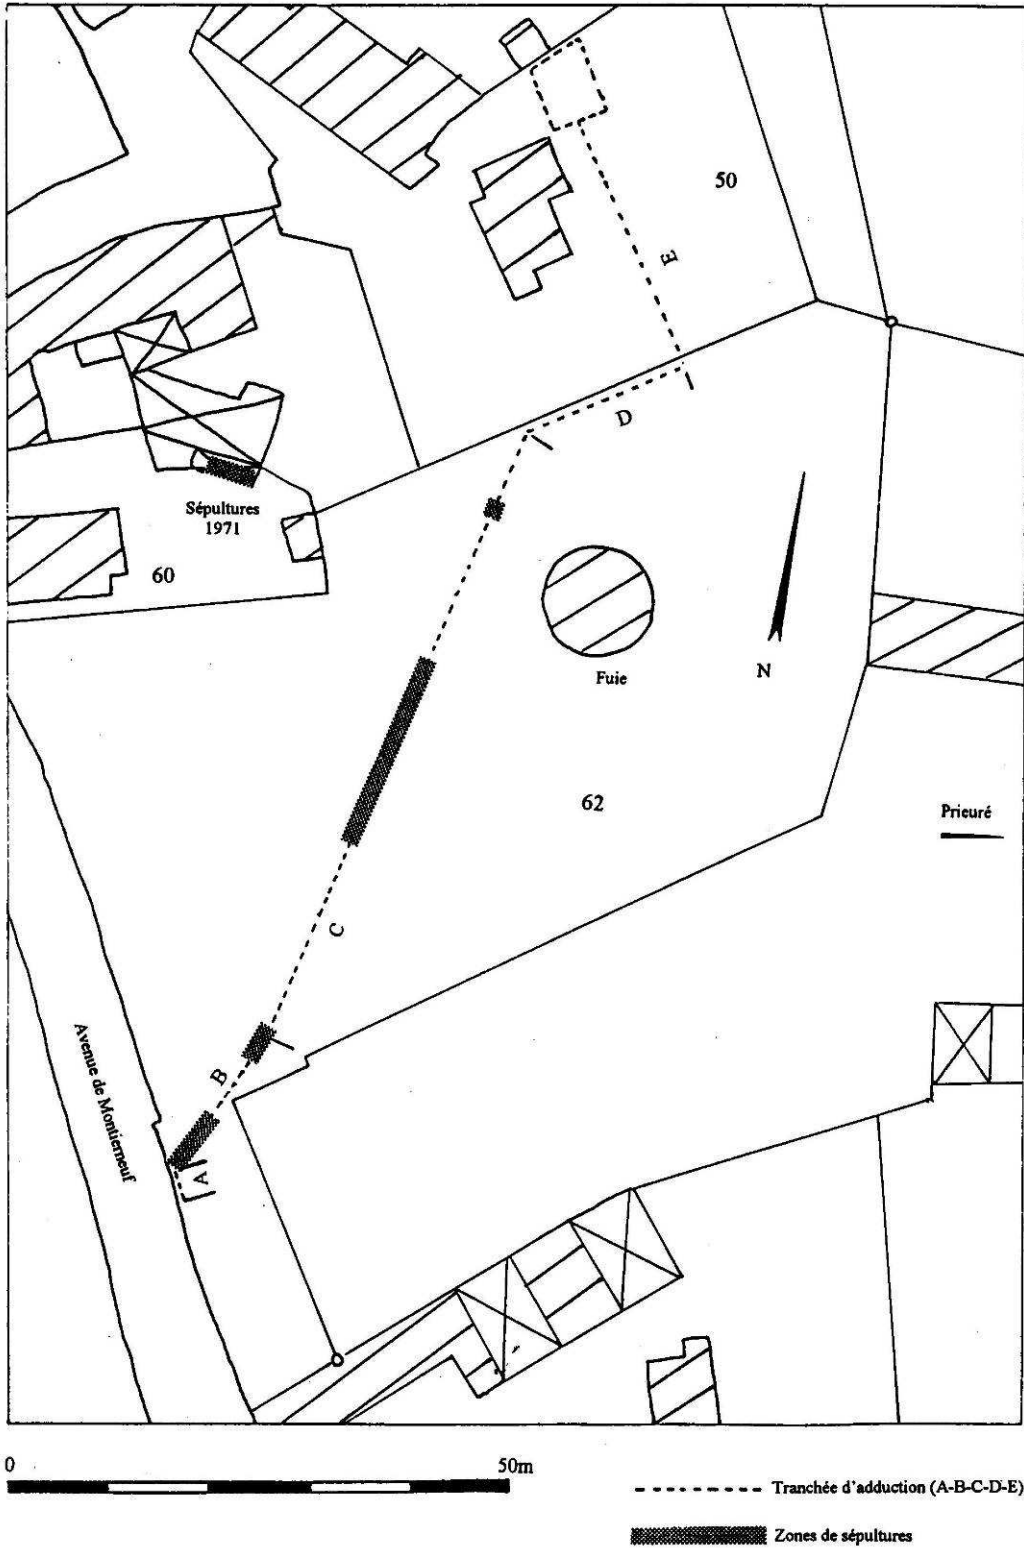 50
E
D
Sépultures
1971
60
Fuie
N
62
Prieuré
C
B
Avenue de Montierneuf
A
0 50m
Tranchée d'adduction (A-B-C-D-E)
Zones de sépultures